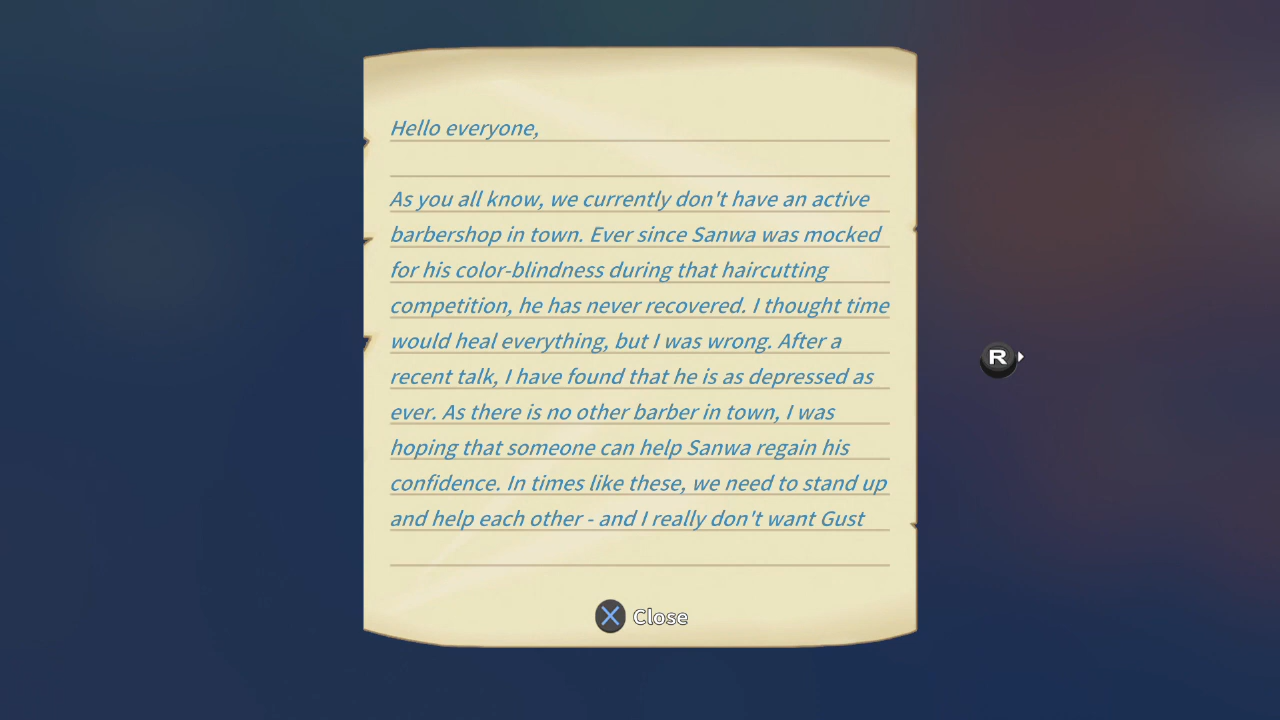 Hello everyone,
As you all know, we currently don't have an active
barbershop in town. Ever since Sanwa was mocked
for his color-blindness during that haircutting
competition, he has never recovered. I thought time
would heal everything, but I was wrong. After a
recent talk, I have found that he is as depressed as
ever. As there is no other barber in town, I was
hoping that someone can help Sanwa regain his
confidence. In times like these, we need to stand up
and help each other - and I really don't want Gust
R
Close